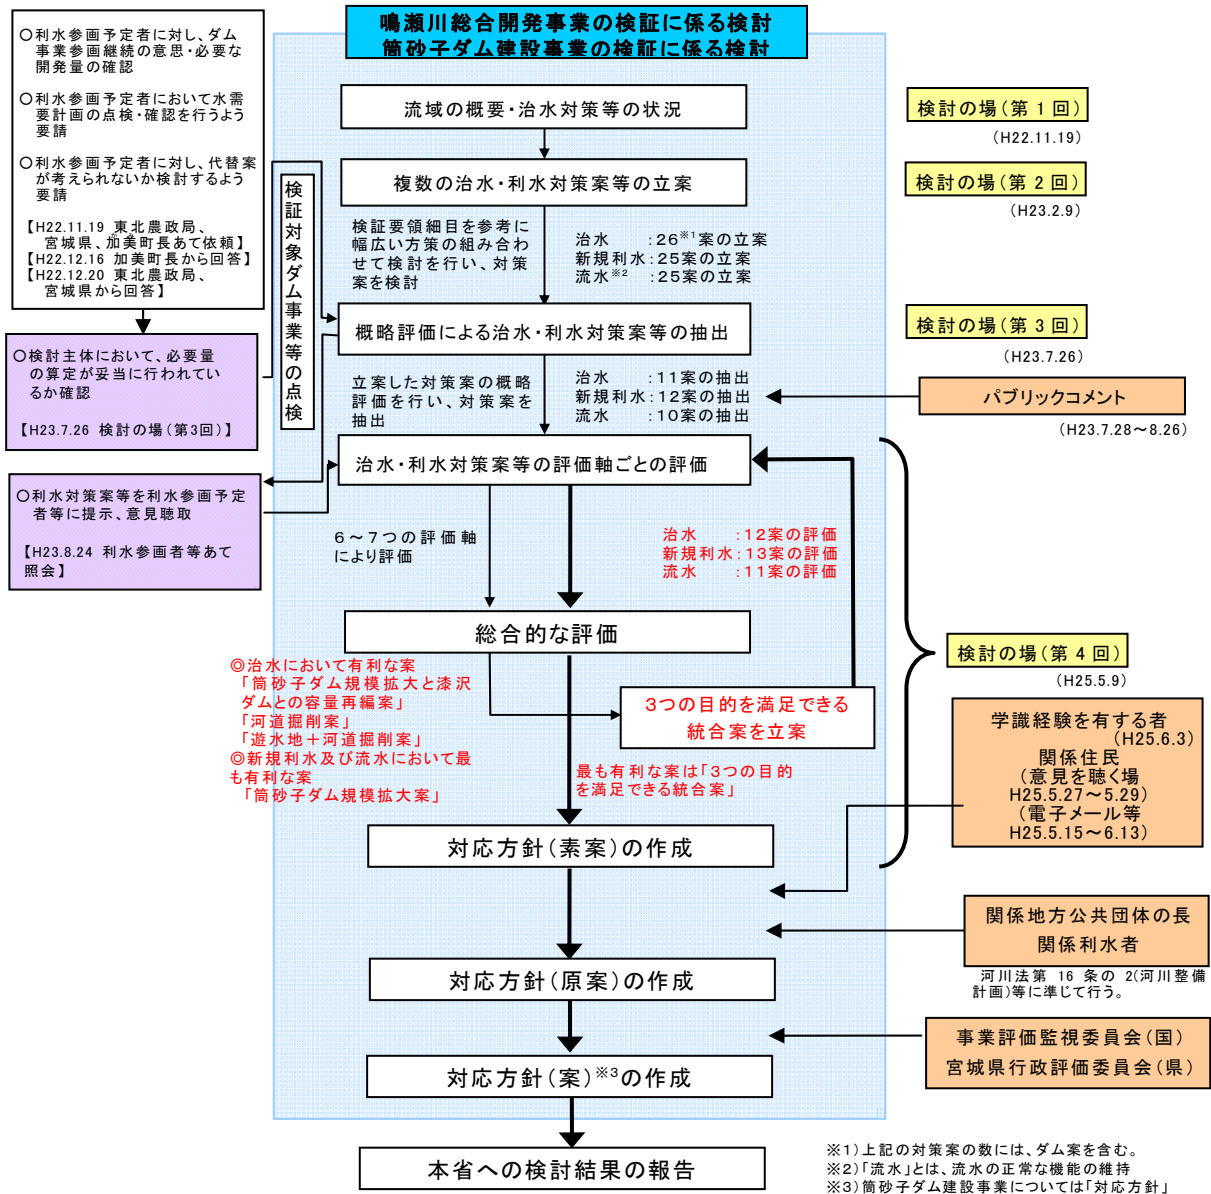 鳴瀬川総合開発事業の検証に係る検討
筒砂子ダム建設事業の検証に係る検討
○利水参画予定者に対し、ダム
事業参画継続の意思・必要な
開発量の確認
○利水参画予定者において水需
要計画の点検・確認を行うよう
要請
○利水参画予定者に対し、代替案
が考えられないか検討するよう
要請
【H22.11.19 東北農政局、
宮城県、加美町長あて依頼】
【H22.12.16 加美町長から回答】
【H22.12.20 東北農政局、
宮城県から回答】
○検討主体において、必要量
の算定が妥当に行われてい
るか確認
【H23.7.26 検討の場(第3回)】
○利水対策案等を利水参画予定
者等に提示、意見聴取
【H23.8.24 利水参画者等あて
照会】
検証対象ダム事業等の点検
流域の概要・治水対策等の状況
複数の治水・利水対策案等の立案
検証要領細目を参考に
幅広い方策の組み合わ
せて検討を行い、対策
案を検討
治水 :26※1案の立案
新規利水:25案の立案
流水※2 :25案の立案
概略評価による治水・利水対策案等の抽出
立案した対策案の概略
評価を行い、対策案を
抽出
治水 :11案の抽出
新規利水:12案の抽出
流水 :10案の抽出
治水・利水対策案等の評価軸ごとの評価
6~7つの評価軸
により評価
治水 :12案の評価
新規利水:13案の評価
流水 :11案の評価
総合的な評価
◎治水において有利な案
「筒砂子ダム規模拡大と漆沢
ダムとの容量再編案」
「河道掘削案」
「遊水地+河道掘削案」
◎新規利水及び流水において最
も有利な案
「筒砂子ダム規模拡大案」
3つの目的を満足できる
統合案を立案
最も有利な案は「3つの目的
を満足できる統合案」
対応方針(素案)の作成
対応方針(原案)の作成
対応方針(案)※3の作成
本省への検討結果の報告
検討の場(第1回)
(H22.11.19)
検討の場(第2回)
(H23.2.9)
検討の場(第3回)
(H23.7.26)
パブリックコメント
(H23.7.28~8.26)
検討の場(第4回)
(H25.5.9)
学識経験を有する者
(H25.6.3)
関係住民
(意見を聴く場
H25.5.27~5.29)
(電子メール等
H25.5.15~6.13)
関係地方公共団体の長
関係利水者
河川法第 16 条の 2(河川整備
計画)等に準じて行う。
事業評価監視委員会(国)
宮城県行政評価委員会(県)
※1)上記の対策案の数には、ダム案を含む。
※2)「流水」とは、流水の正常な機能の維持
※3)筒砂子ダム建設事業については「対応方針」